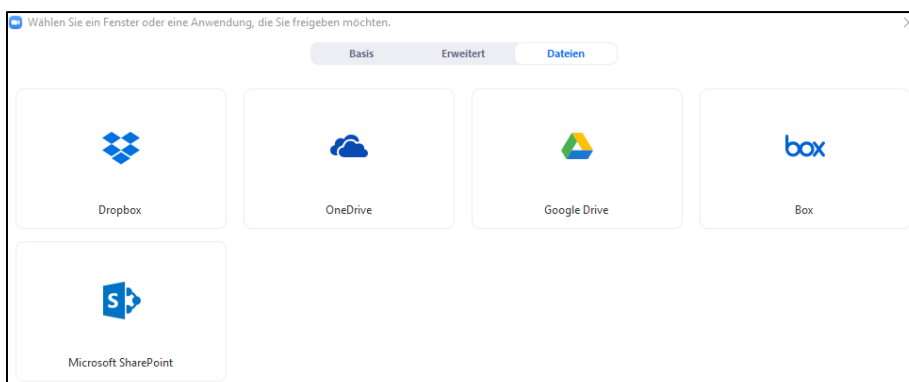 Wählen Sie ein Fenster oder eine Anwendung, die Sie freigeben möchten.
Basis Erweitert Dateien
box
Dropbox OneDrive Google Drive Box
S
Microsoft SharePoint